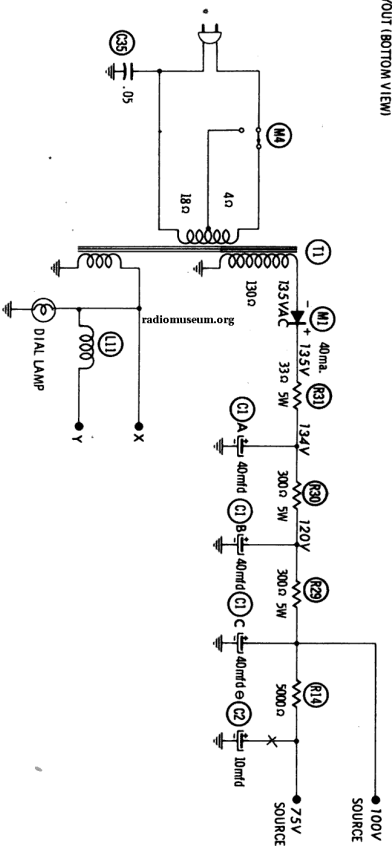 YOUT (BOTTOM VIEW)
C35
.05
M4
18Ω
4Ω
T1
130Ω
135VAC
−
M1
+
40ma.
135V
33Ω
5W
R31
134V
C1
A
40mfd
300Ω
5W
R30
120V
C1
B
40mfd
300Ω
5W
R29
C1
C
40mfd
5000Ω
R14
C2
10mfd
X
75V
SOURCE
100V
SOURCE
DIAL LAMP
L11
radiomuseum.org
X
Y